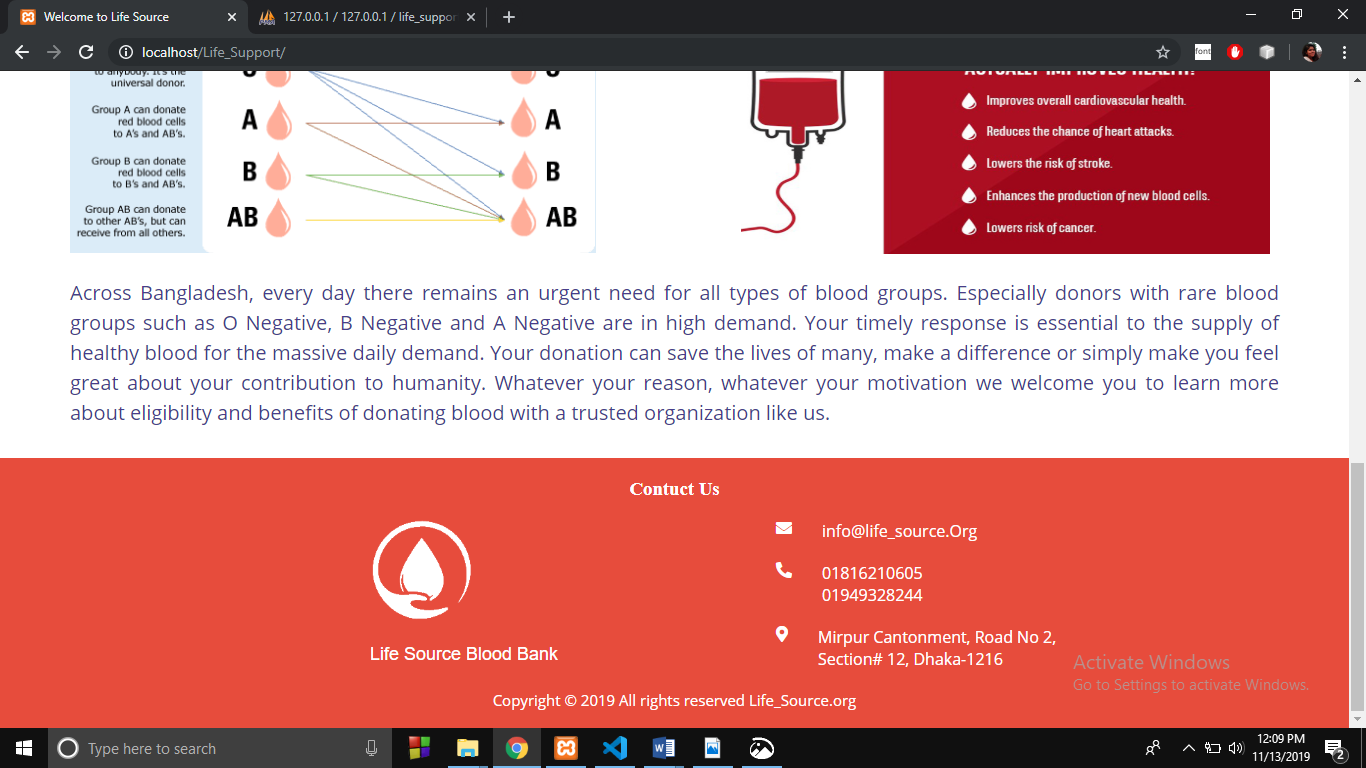 Welcome to Life Source
127.0.0.1 / 127.0.0.1 / life_suppor
localhost/Life_Support/
font
to anybody. It's the
universal donor.
Group A can donate
red blood cells
to A's and AB's.
Group B can donate
red blood cells
to B's and AB's.
Group AB can donate
to other AB's, but can
receive from all others.
O O
A A
B B
AB AB
ACTUALLY IMPROVES HEALTH!
Improves overall cardiovascular health.
Reduces the chance of heart attacks.
Lowers the risk of stroke.
Enhances the production of new blood cells.
Lowers risk of cancer.
Across Bangladesh, every day there remains an urgent need for all types of blood groups. Especially donors with rare blood
groups such as O Negative, B Negative and A Negative are in high demand. Your timely response is essential to the supply of
healthy blood for the massive daily demand. Your donation can save the lives of many, make a difference or simply make you feel
great about your contribution to humanity. Whatever your reason, whatever your motivation we welcome you to learn more
about eligibility and benefits of donating blood with a trusted organization like us.
Contuct Us
Life Source Blood Bank
info@life_source.Org
01816210605
01949328244
Mirpur Cantonment, Road No 2,
Section# 12, Dhaka-1216
Activate Windows
Go to Settings to activate Windows.
Copyright © 2019 All rights reserved Life_Source.org
Type here to search
12:09 PM
11/13/2019
2